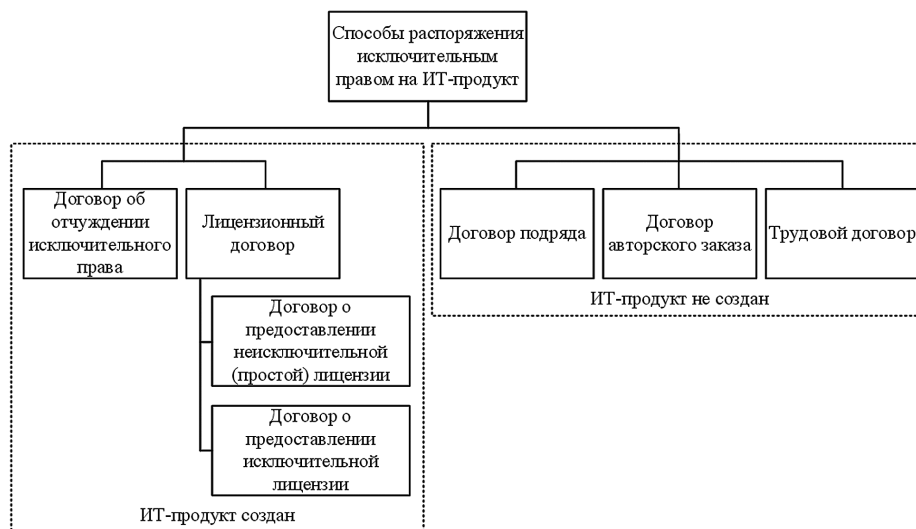 Способы распоряжения
исключительным
правом на ИТ-продукт
Договор об
отчуждении
исключительного
права
Лицензионный
договор
Договор о
предоставлении
неисключительной
(простой) лицензии
Договор о
предоставлении
исключительной
лицензии
ИТ-продукт создан
Договор подряда
Договор
авторского заказа
Трудовой договор
ИТ-продукт не создан